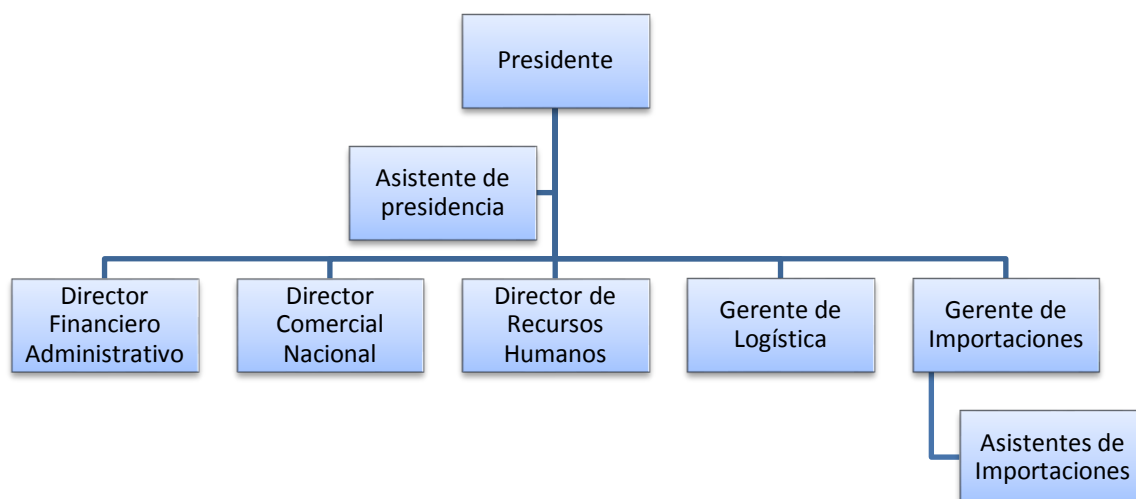 Presidente
Asistente de
presidencia
Director
Financiero
Administrativo
Director
Comercial
Nacional
Director de
Recursos
Humanos
Gerente de
Logística
Gerente de
Importaciones
Asistentes de
Importaciones